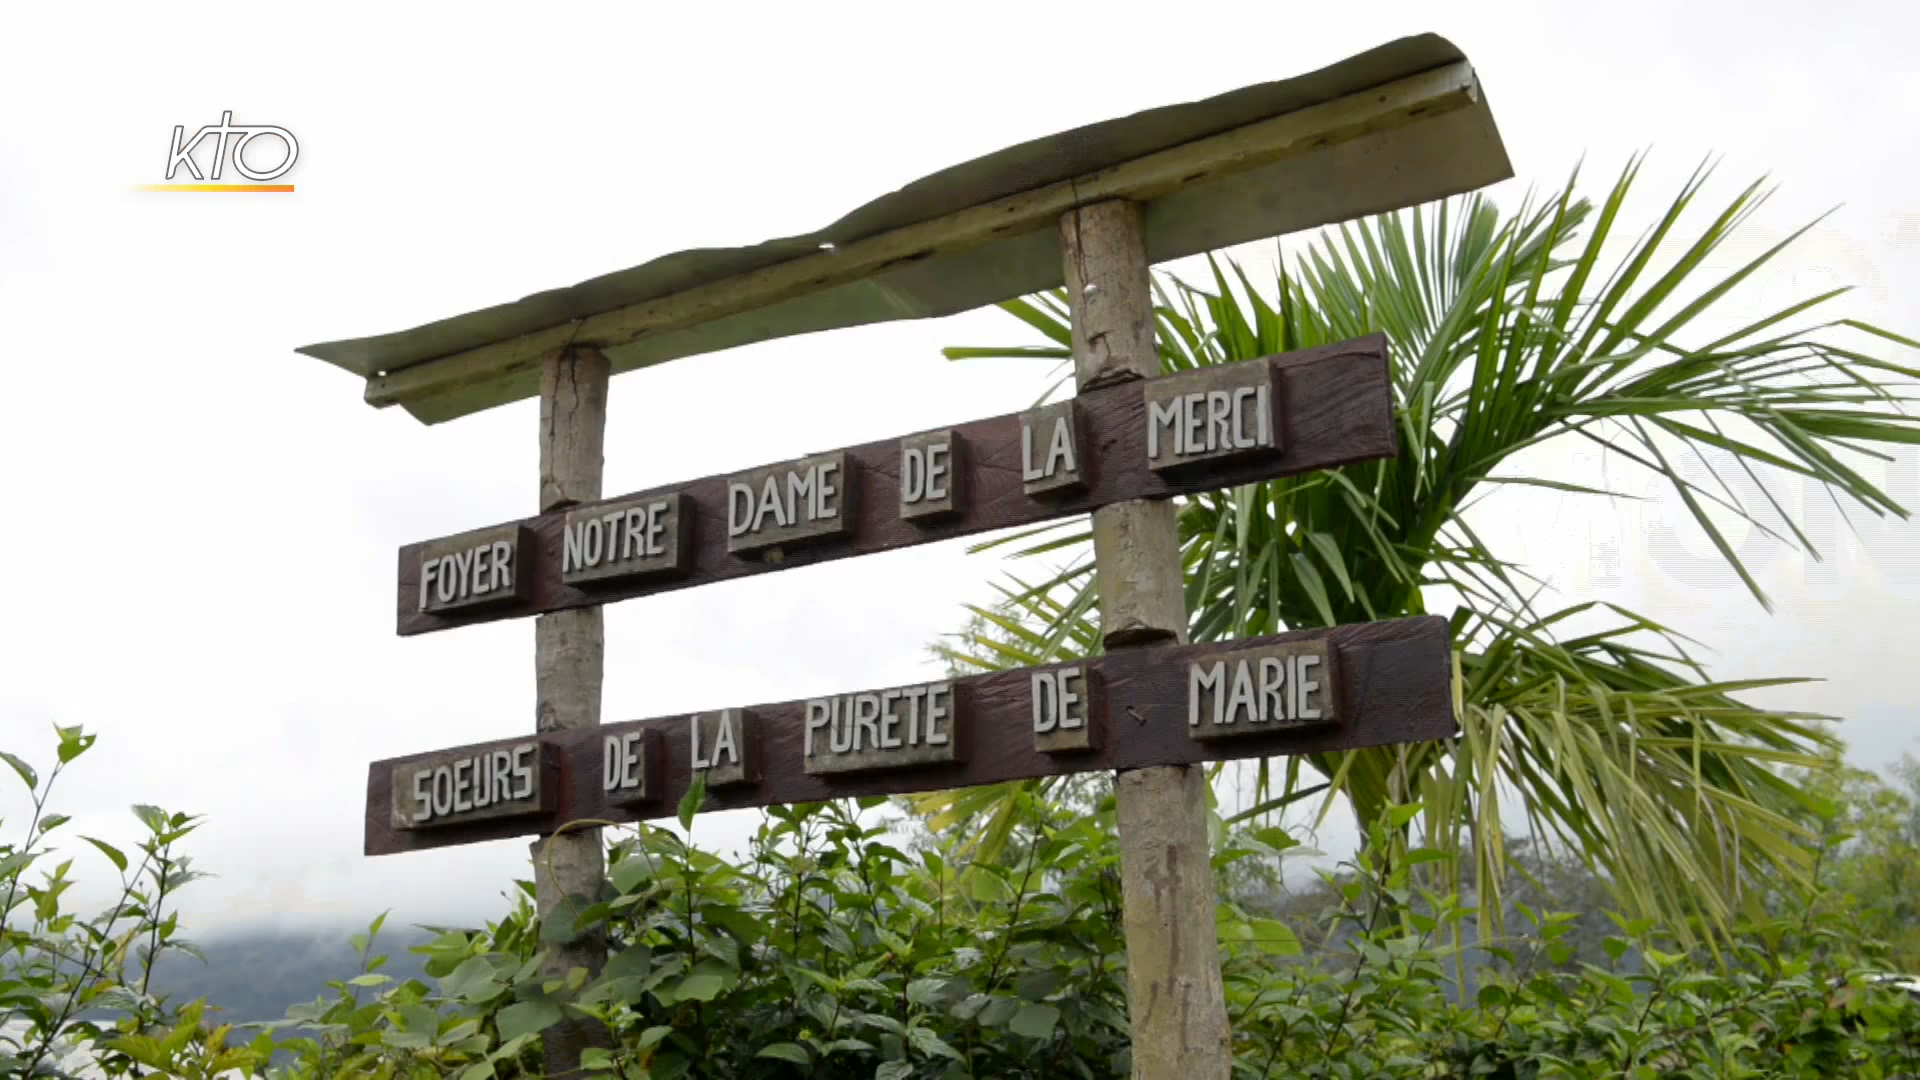 KTO
FOYER NOTRE DAME DE LA MERCI
SOEURS DE LA PURETE DE MARIE